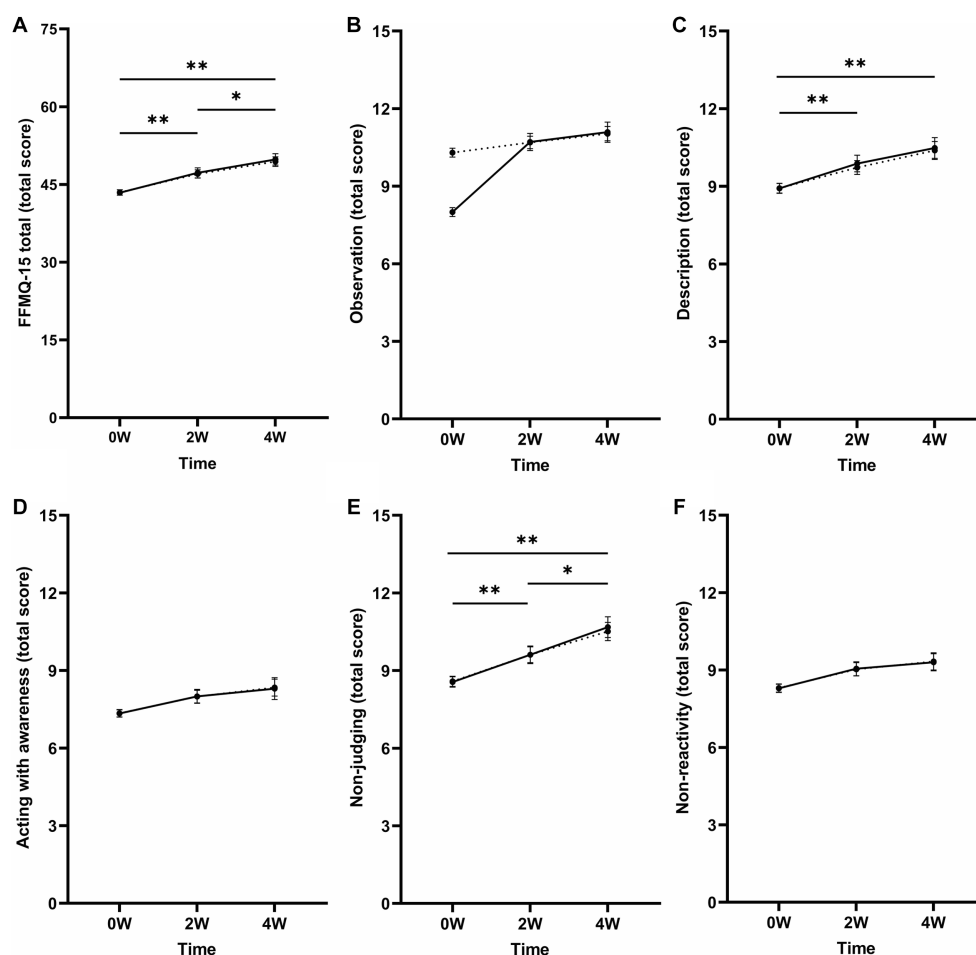 A
FFMQ-15 total (total score)
75
60
45
30
15
0
**
**
*
0W 2W 4W
Time
B
Observation (total score)
15
12
9
6
3
0
0W 2W 4W
Time
C
Description (total score)
15
12
9
6
3
0
**
**
0W 2W 4W
Time
D
Acting with awareness (total score)
15
12
9
6
3
0
0W 2W 4W
Time
E
Non-judging (total score)
15
12
9
6
3
0
**
*
**
0W 2W 4W
Time
F
Non-reactivity (total score)
15
12
9
6
3
0
0W 2W 4W
Time